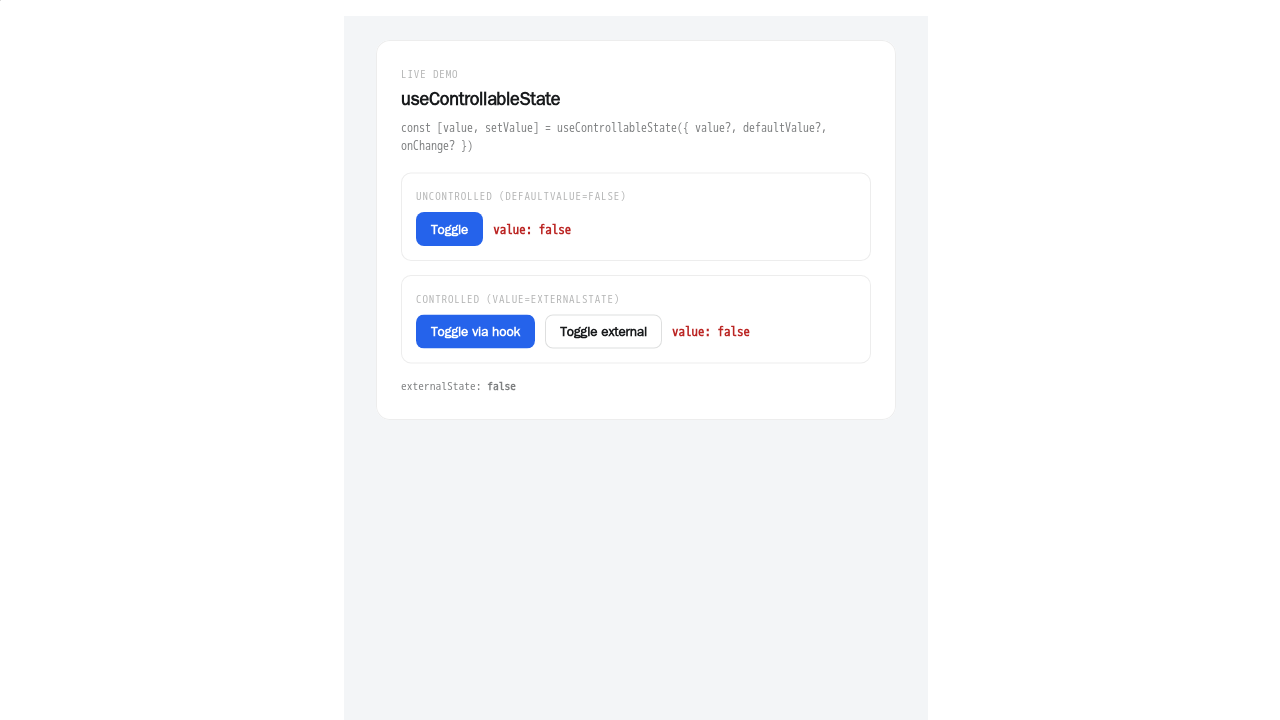 LIVE DEMO
useControllableState
const [value, setValue] = useControllableState({ value?, defaultValue?,
onChange? })
UNCONTROLLED (DEFAULTVALUE=FALSE)
Toggle value: false
CONTROLLED (VALUE=EXTERNALSTATE)
Toggle via hook Toggle external value: false
externalState: false